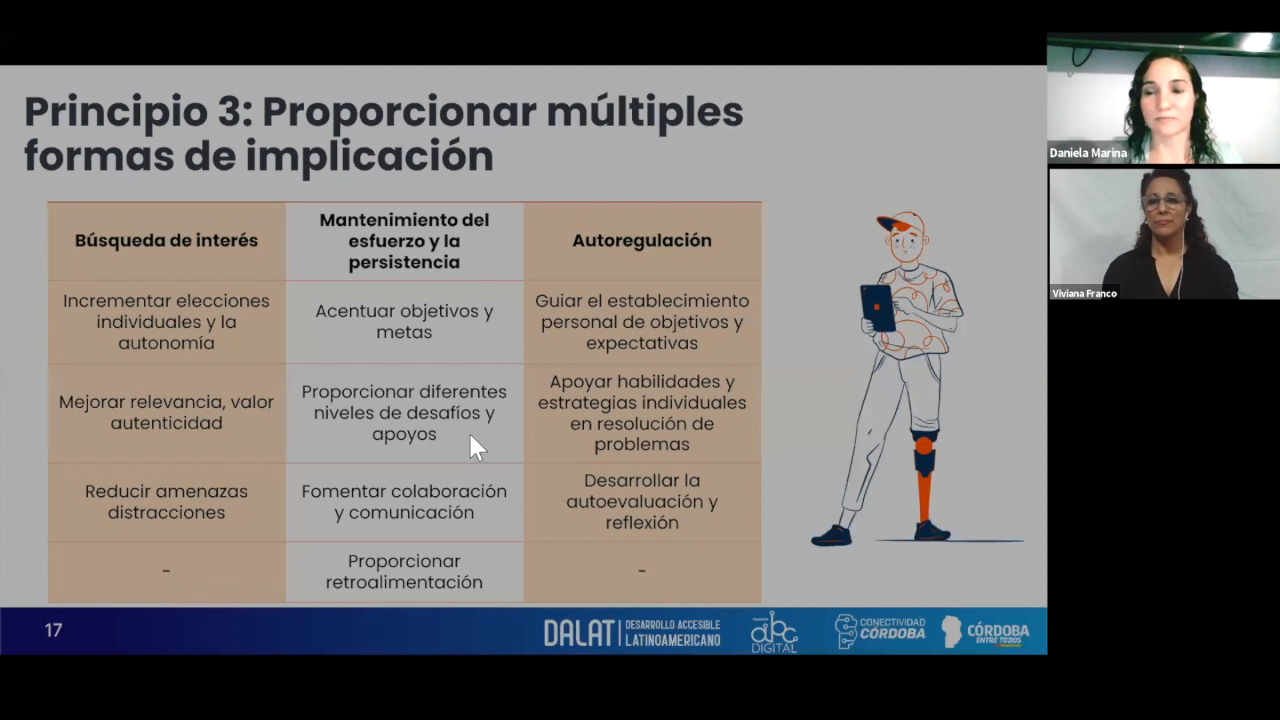 Principio 3: Proporcionar múltiples
formas de implicación
Búsqueda de interés
Mantenimiento del
esfuerzo y la
persistencia
Autoregulación
Incrementar elecciones
individuales y la
autonomía
Acentuar objetivos y
metas
Guiar el establecimiento
personal de objetivos y
expectativas
Mejorar relevancia, valor
autenticidad
Proporcionar diferentes
niveles de desafíos y
apoyos
Apoyar habilidades y
estrategias individuales
en resolución de
problemas
Reducir amenazas
distracciones
Fomentar colaboración
y comunicación
Desarrollar la
autoevaluación y
reflexión
-
Proporcionar
retroalimentación
-
17
DALAT
DESARROLLO ACCESIBLE
LATINOAMERICANO
abc
DIGITAL
CONECTIVIDAD
CÓRDOBA
CÓRDOBA
ENTRE TODOS
Daniela Marina
Viviana Franco